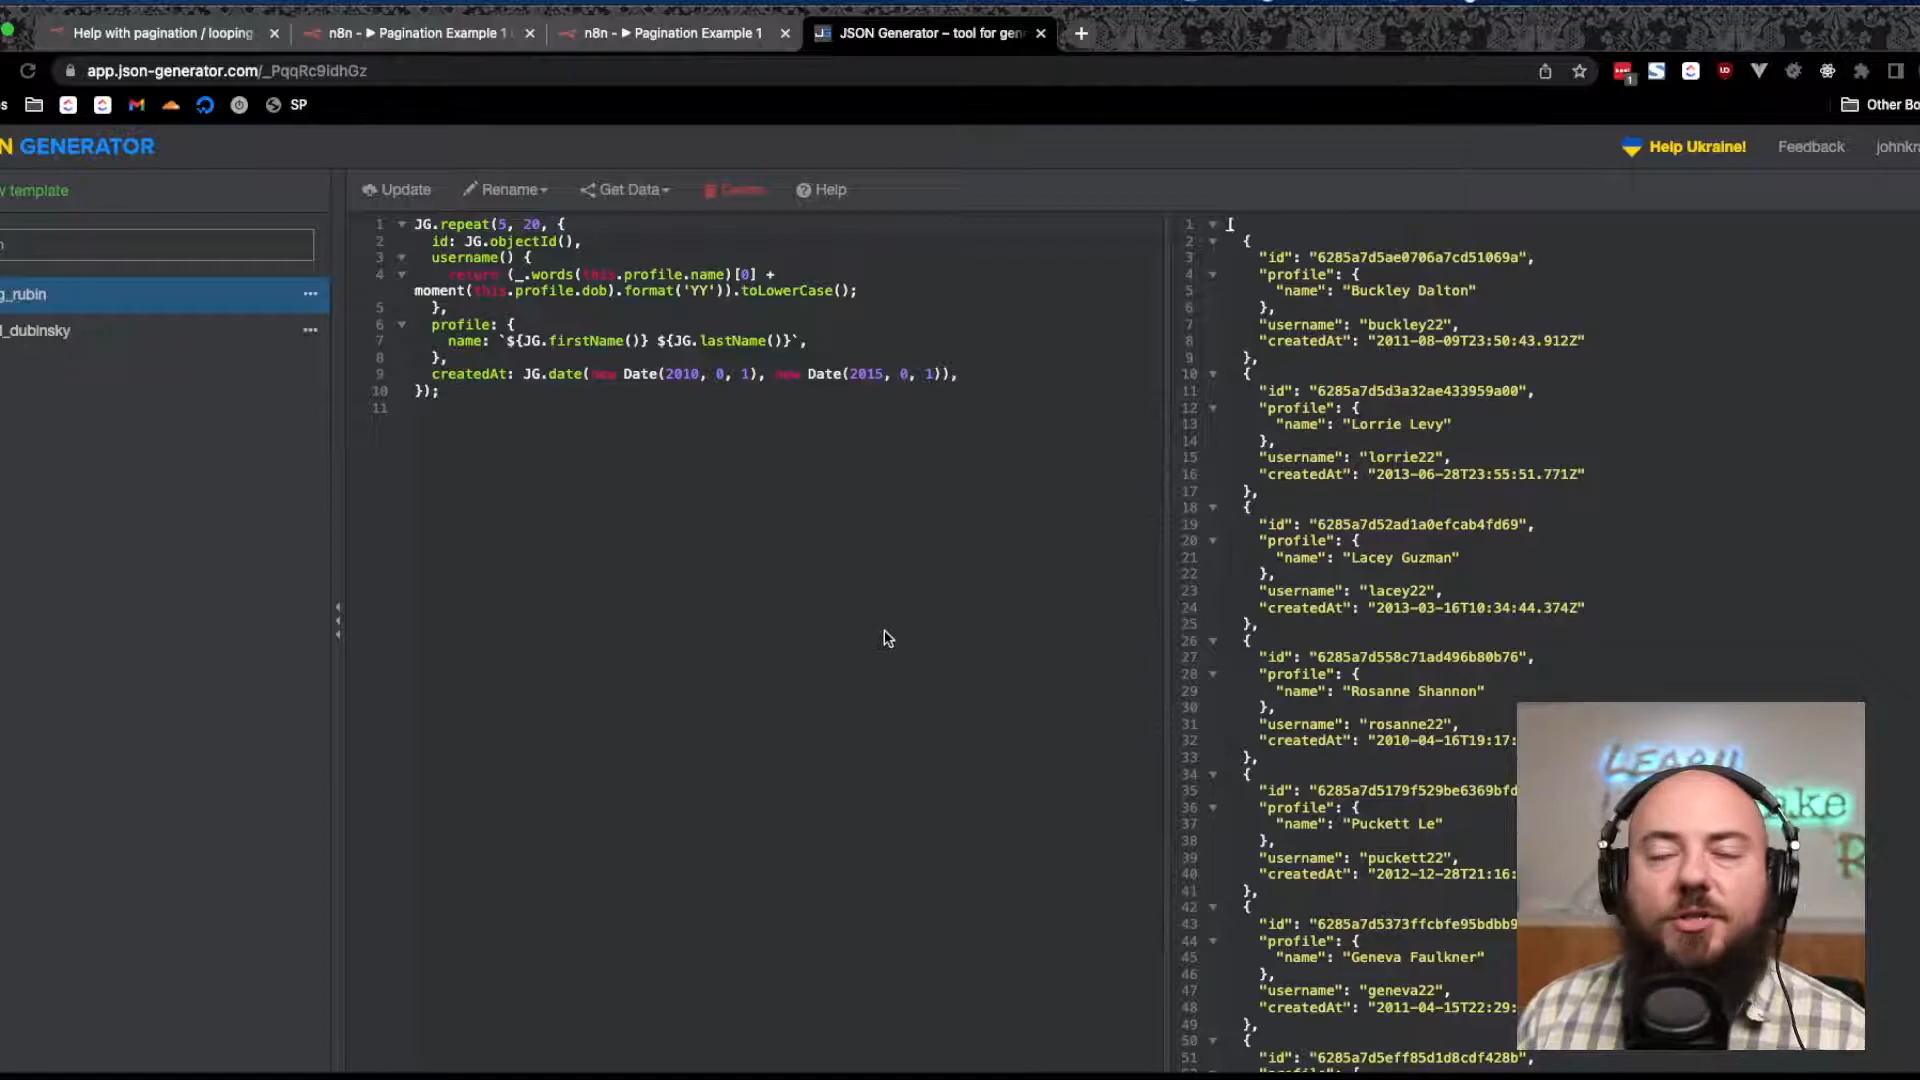 Help with pagination / looping
n8n - ▶ Pagination Example 1
n8n - ▶ Pagination Example 1
JSON Generator – tool for gen
app.json-generator.com/_PqqRc9idhGz
SP
Other Bo
N GENERATOR
Help Ukraine!
Feedback
johnkra
template
Update
Rename
Get Data
Delete
Help
g_rubin
l_dubinsky
1 JG.repeat(5, 20, {
2 id: JG.objectId(),
3 username() {
4 return (_.words(this.profile.name)[0] +
moment(this.profile.dob).format('YY')).toLowerCase();
5 },
6 profile: {
7 name: `${JG.firstName()} ${JG.lastName()}`,
8 },
9 createdAt: JG.date(new Date(2010, 0, 1), new Date(2015, 0, 1)),
10 });
11
1 [
2 {
3 "id": "6285a7d5ae0706a7cd51069a",
4 "profile": {
5 "name": "Buckley Dalton"
6 },
7 "username": "buckley22",
8 "createdAt": "2011-08-09T23:50:43.912Z"
9 },
10 {
11 "id": "6285a7d5d3a32ae433959a00",
12 "profile": {
13 "name": "Lorrie Levy"
14 },
15 "username": "lorrie22",
16 "createdAt": "2013-06-28T23:55:51.771Z"
17 },
18 {
19 "id": "6285a7d52ad1a0efcab4fd69",
20 "profile": {
21 "name": "Lacey Guzman"
22 },
23 "username": "lacey22",
24 "createdAt": "2013-03-16T10:34:44.374Z"
25 },
26 {
27 "id": "6285a7d558c71ad496b80b76",
28 "profile": {
29 "name": "Rosanne Shannon"
30 },
31 "username": "rosanne22",
32 "createdAt": "2010-04-16T19:17:
33 },
34 {
35 "id": "6285a7d5179f529be6369bfd
36 "profile": {
37 "name": "Puckett Le"
38 },
39 "username": "puckett22",
40 "createdAt": "2012-12-28T21:16:
41 },
42 {
43 "id": "6285a7d5373ffcbfe95bdbb9
44 "profile": {
45 "name": "Geneva Faulkner"
46 },
47 "username": "geneva22",
48 "createdAt": "2011-04-15T22:29:
49 },
50 {
51 "id": "6285a7d5eff85d1d8cdf428b",
LEARN
ake
R